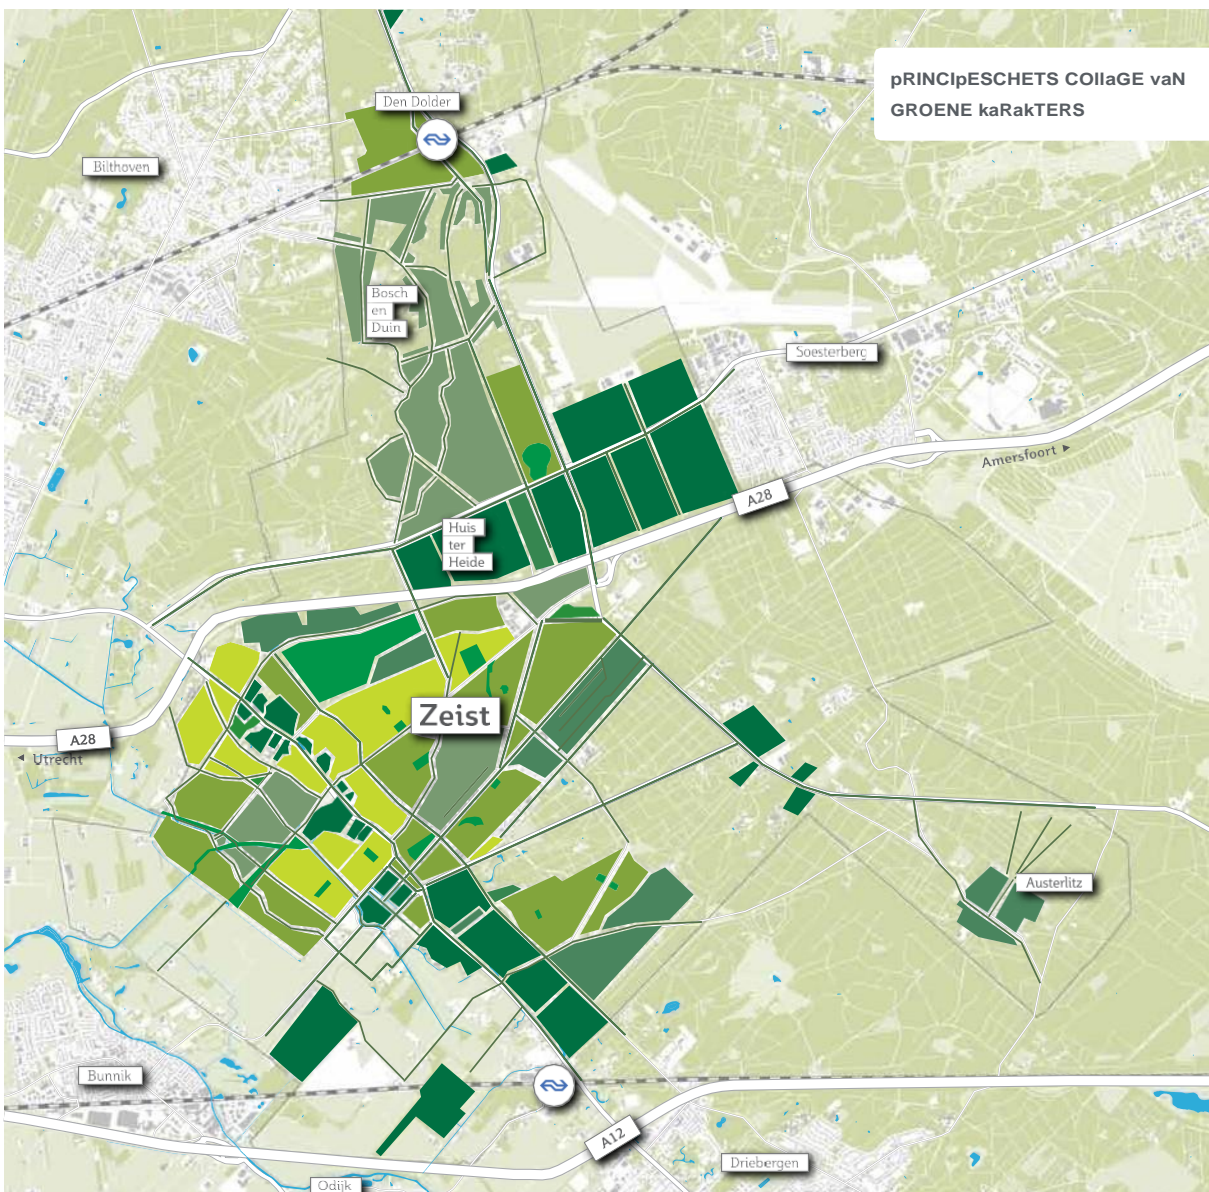 pRINCIpESCHETS COllaGE vaN
GROENE kaRakTERS
Den Dolder
Bilthoven
Bosch
en
Duin
Soesterberg
Amersfoort
A28
Huis
ter
Heide
Zeist
A28
Utrecht
Austerlitz
Bunnik
A12
Driebergen
Odijk